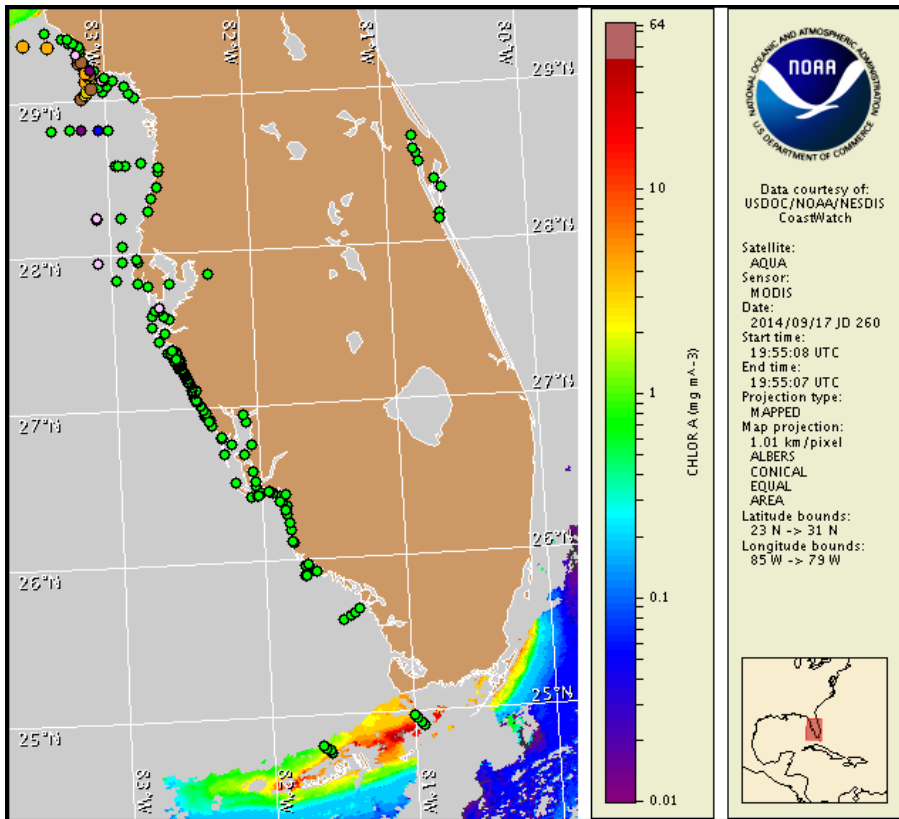 83°W
82°W
81°W
80°W
29°N
29°N
28°N
28°N
27°N
27°N
26°N
26°N
25°N
25°N
83°W
82°W
81°W
64
10
1
0.1
0.01
CHLOR A (mg m^-3)
NATIONAL OCEANIC AND ATMOSPHERIC ADMINISTRATION
NOAA
U.S. DEPARTMENT OF COMMERCE
Data courtesy of:
USDOC/NOAA/NESDIS
CoastWatch
Satellite:
AQUA
Sensor:
MODIS
Date:
2014/09/17 JD 260
Start time:
19:55:08 UTC
End time:
19:55:07 UTC
Projection type:
MAPPED
Map projection:
1.01 km/pixel
ALBERS
CONICAL
EQUAL
AREA
Latitude bounds:
23 N -> 31 N
Longitude bounds:
85 W -> 79 W